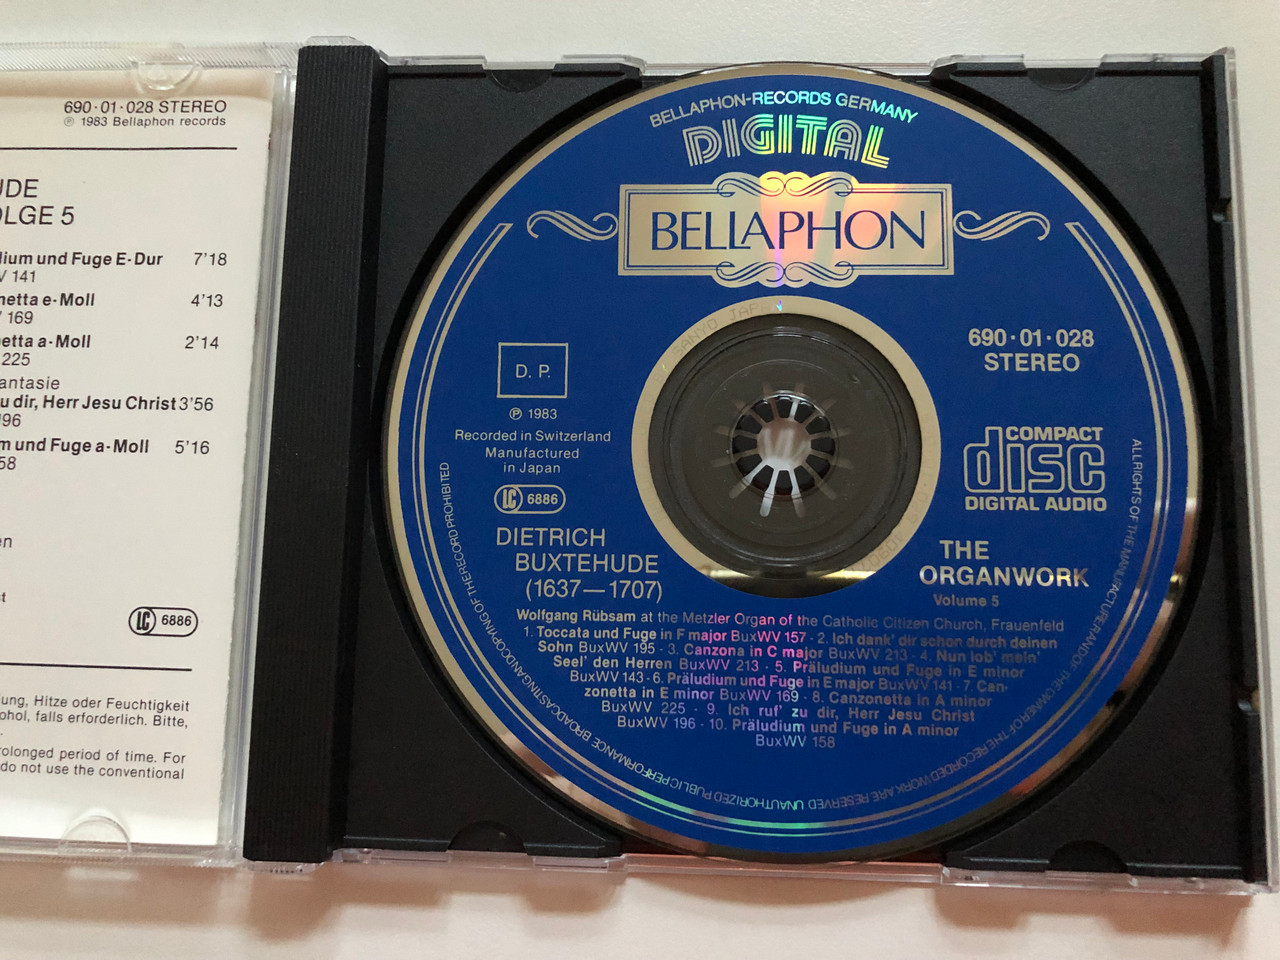 690·01·028 STEREO
℗ 1983 Bellaphon records
UDE
OLGE 5
dium und Fuge E-Dur 7'18
V 141
netta e-Moll 4'13
169
netta a-Moll 2'14
225
antasie
u dir, Herr Jesu Christ 3'56
196
m und Fuge a-Moll 5'16
58
en
st
LC 6886
ung, Hitze oder Feuchtigkeit
ohol, falls erforderlich. Bitte,
rolonged period of time. For
do not use the conventional
BELLAPHON-RECORDS GERMANY
DIGITAL
BELLAPHON
SANYO JAPAN
690·01·028
STEREO
D. P.
℗ 1983
Recorded in Switzerland
Manufactured
in Japan
LC 6886
COMPACT
disc
DIGITAL AUDIO
DIETRICH
BUXTEHUDE
(1637—1707)
THE
ORGANWORK
Volume 5
Wolfgang Rübsam at the Metzler Organ of the Catholic Citizen Church, Frauenfeld
1. Toccata und Fuge in F major BuxWV 157 · 2. Ich dank' dir schon durch deinen
Sohn BuxWV 195 · 3. Canzona in C major BuxWV 213 · 4. Nun lob' mein'
Seel' den Herren BuxWV 213 · 5. Präludium und Fuge in E minor
BuxWV 143 · 6. Präludium und Fuge in E major BuxWV 141 · 7. Can-
zonetta in E minor BuxWV 169 · 8. Canzonetta in A minor
BuxWV 225 · 9. Ich ruf' zu dir, Herr Jesu Christ
BuxWV 196 · 10. Präludium und Fuge in A minor
BuxWV 158
ALL RIGHTS OF THE MANUFACTURER AND OF THE OWNER OF THE RECORDED WORK ARE RESERVED UNAUTHORIZED PUBLIC PERFORMANCE BROADCASTING AND COPYING OF THE RECORD PROHIBITED